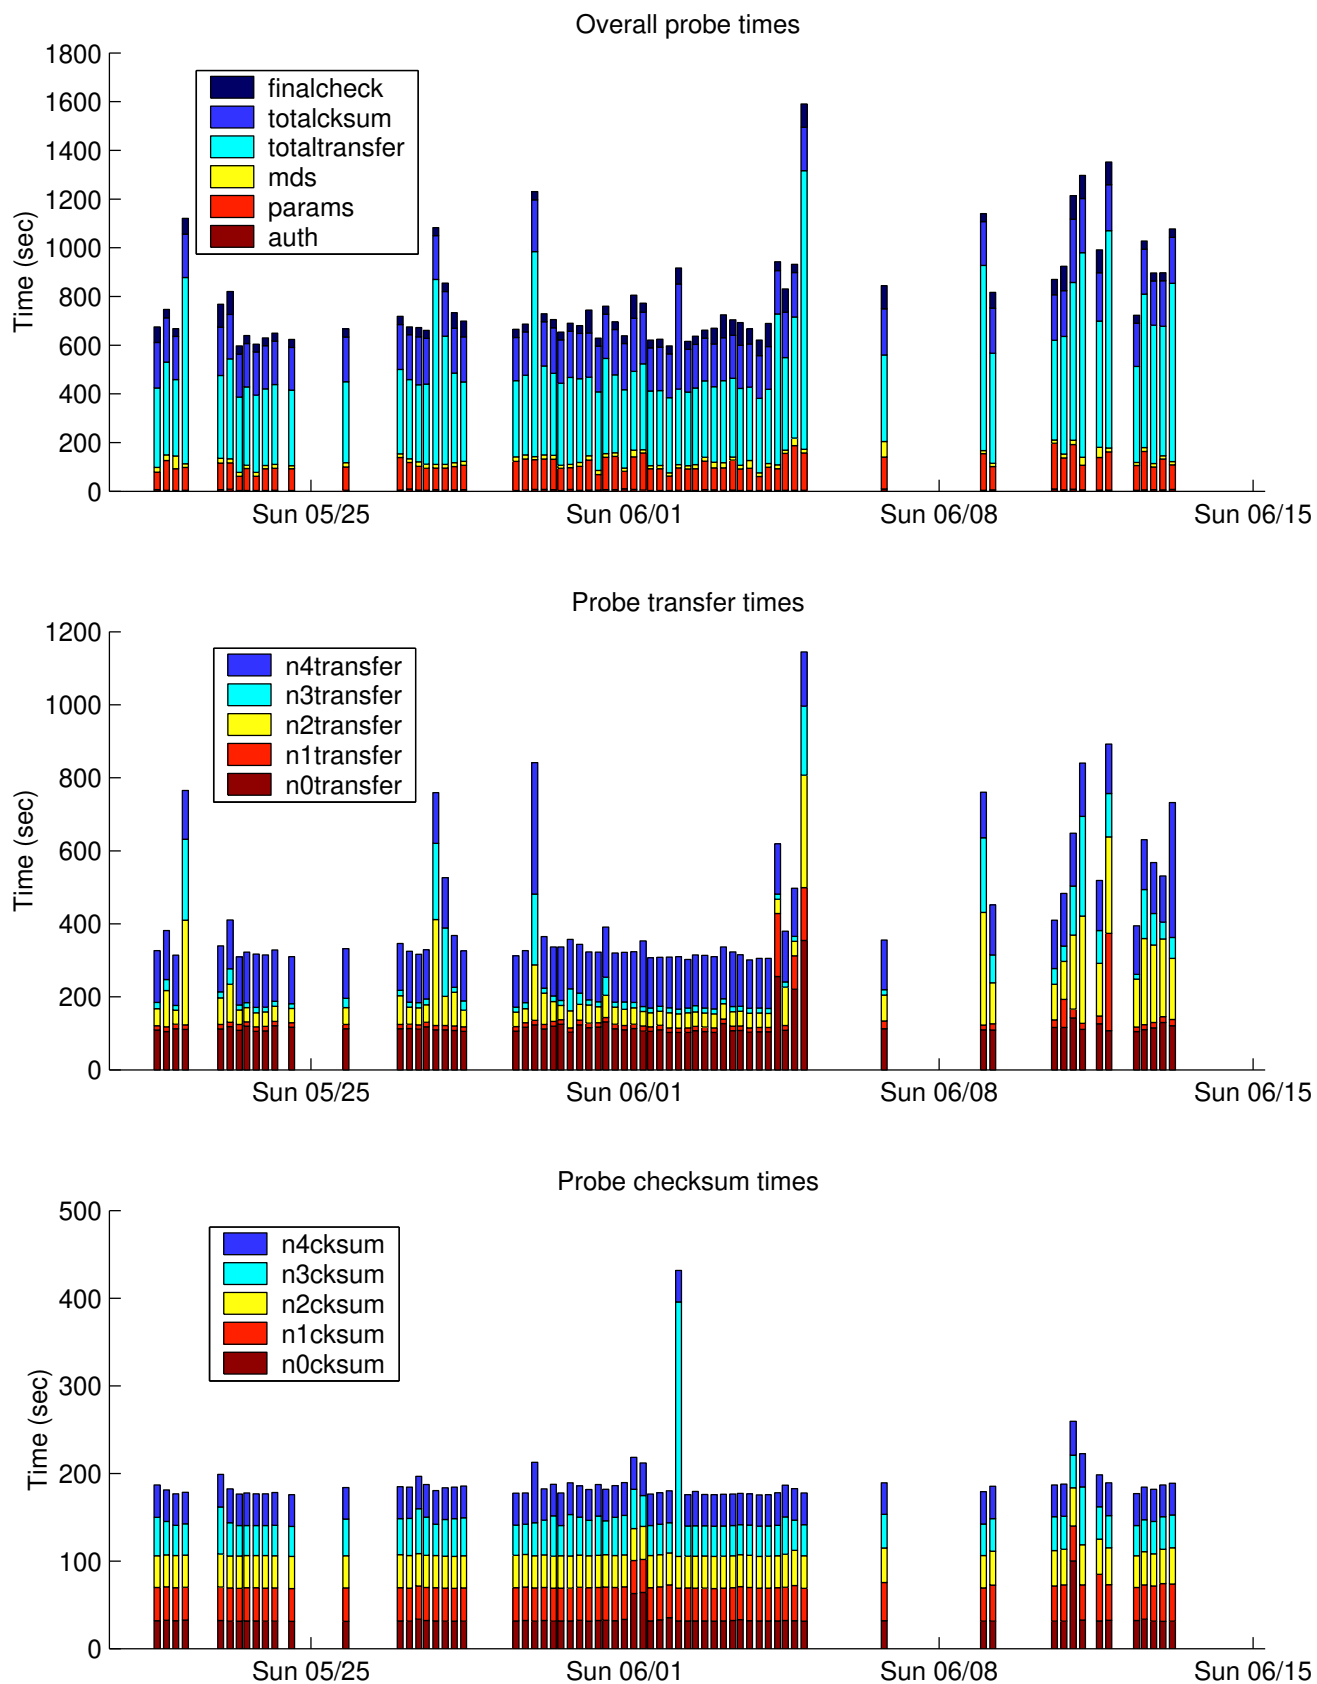 Overall probe times
1800
1600
1400
1200
1000
800
600
400
200
0
Time (sec)
finalcheck
totalcksum
totaltransfer
mds
params
auth
Sun 05/25
Sun 06/01
Sun 06/08
Sun 06/15
Probe transfer times
1200
1000
800
600
400
200
0
Time (sec)
n4transfer
n3transfer
n2transfer
n1transfer
n0transfer
Sun 05/25
Sun 06/01
Sun 06/08
Sun 06/15
Probe checksum times
500
400
300
200
100
0
Time (sec)
n4cksum
n3cksum
n2cksum
n1cksum
n0cksum
Sun 05/25
Sun 06/01
Sun 06/08
Sun 06/15